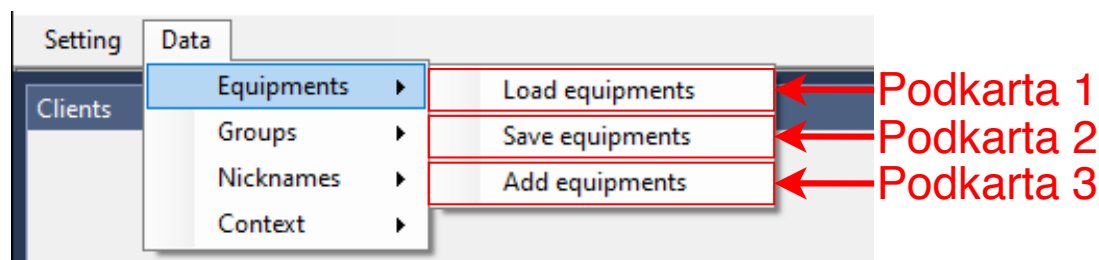 Setting Data
Equipments Load equipments Podkarta 1
Clients
Groups Save equipments Podkarta 2
Nicknames Add equipments Podkarta 3
Context